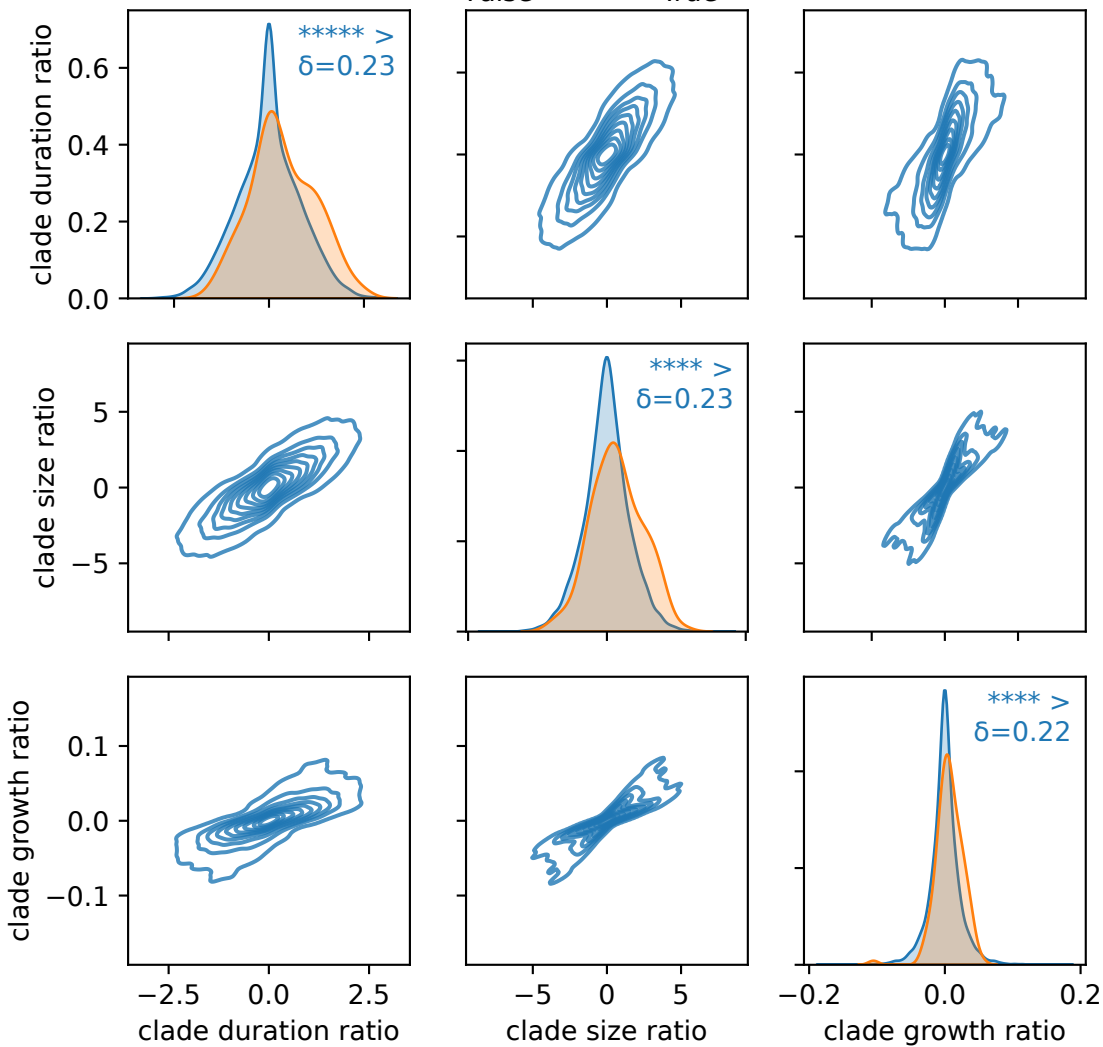 ***** >
δ=0.23
clade duration ratio
0.6
0.4
0.2
0.0
**** >
δ=0.23
clade size ratio
5
0
−5
**** >
δ=0.22
clade growth ratio
0.1
0.0
−0.1
−2.5 0.0 2.5 −5 0 5 −0.2 0.0 0.2
clade duration ratio clade size ratio clade growth ratio